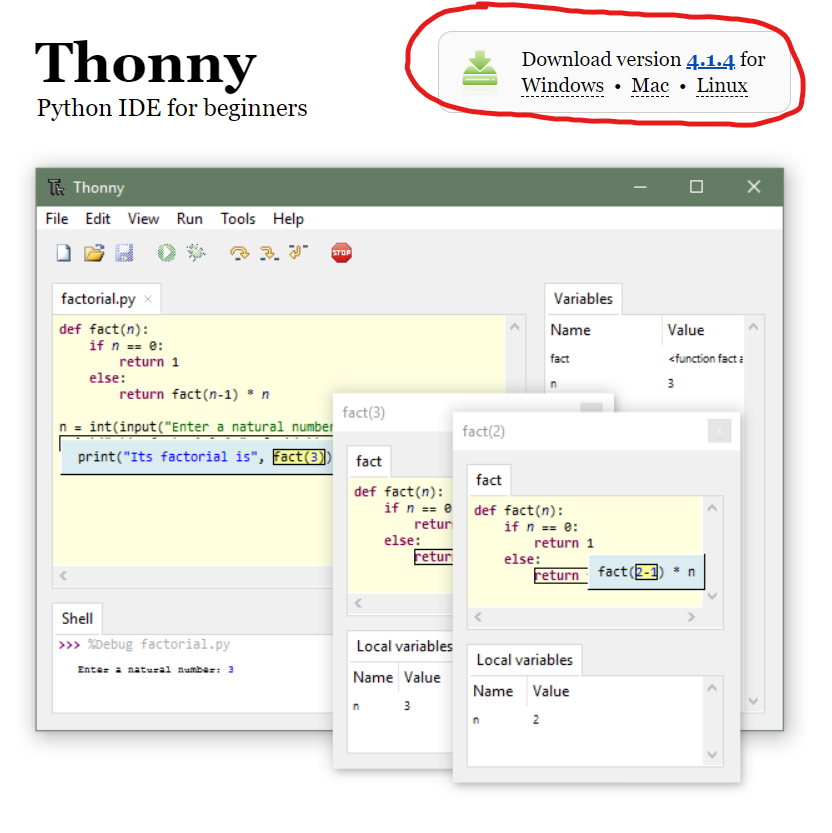 Thonny
Python IDE for beginners
Download version 4.1.4 for
Windows • Mac • Linux
Thonny
File Edit View Run Tools Help
STOP
factorial.py ×
def fact(n):
if n == 0:
return 1
else:
return fact(n-1) * n
n = int(input("Enter a natural number
print("Its factorial is", fact(3))
Variables
Name Value
fact <function fact a
n 3
fact(3)
fact
def fact(n):
if n == 0
retur
else:
retur
Local variables
Name Value
n 3
fact(2)
fact
def fact(n):
if n == 0:
return 1
else:
return
fact(2-1) * n
Local variables
Name Value
n 2
Shell
>>> %Debug factorial.py
Enter a natural number: 3